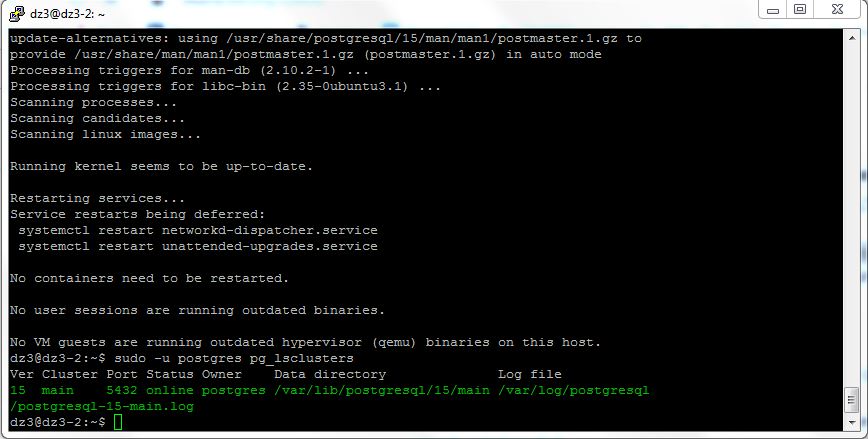 dz3@dz3-2: ~
update-alternatives: using /usr/share/postgresql/15/man/man1/postmaster.1.gz to
provide /usr/share/man/man1/postmaster.1.gz (postmaster.1.gz) in auto mode
Processing triggers for man-db (2.10.2-1) ...
Processing triggers for libc-bin (2.35-0ubuntu3.1) ...
Scanning processes...
Scanning candidates...
Scanning linux images...
Running kernel seems to be up-to-date.
Restarting services...
Service restarts being deferred:
 systemctl restart networkd-dispatcher.service
 systemctl restart unattended-upgrades.service
No containers need to be restarted.
No user sessions are running outdated binaries.
No VM guests are running outdated hypervisor (qemu) binaries on this host.
dz3@dz3-2:~$ sudo -u postgres pg_lsclusters
Ver Cluster Port Status Owner    Data directory              Log file
15  main    5432 online postgres /var/lib/postgresql/15/main /var/log/postgresql
/postgresql-15-main.log
dz3@dz3-2:~$